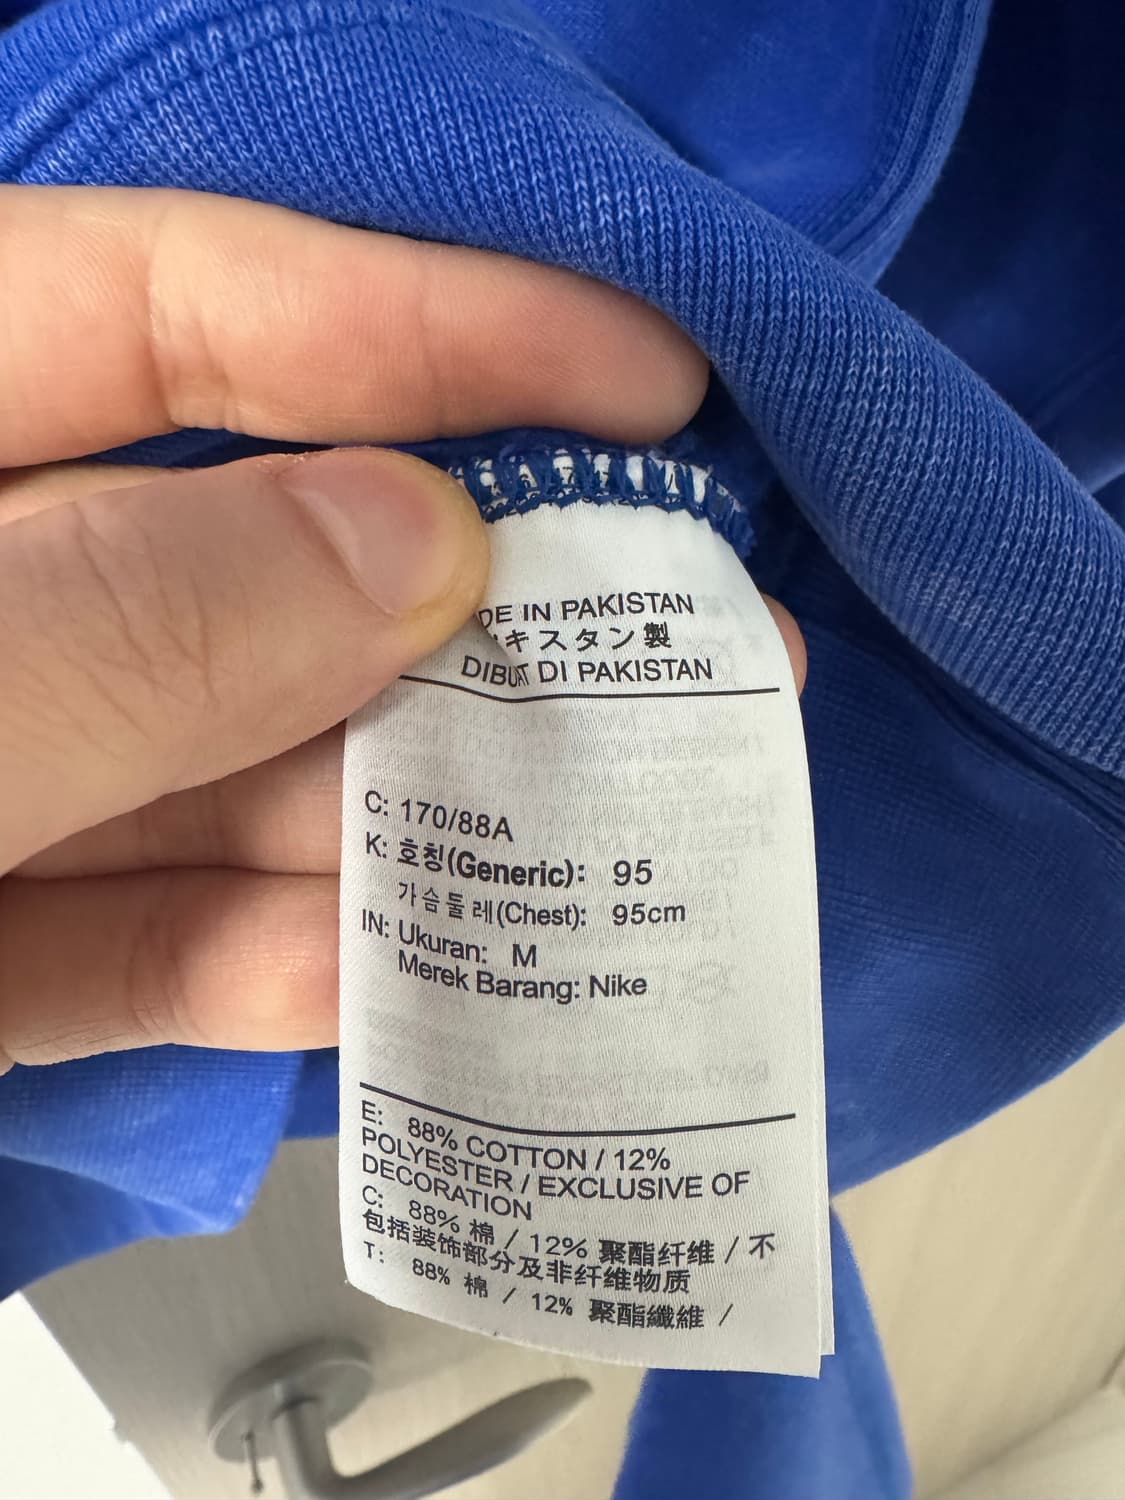 DE IN PAKISTAN
キスタン製
DIBUAT DI PAKISTAN
C: 170/88A
K: 호칭(Generic): 95
가슴둘레(Chest): 95cm
IN: Ukuran: M
Merek Barang: Nike
E: 88% COTTON / 12%
POLYESTER / EXCLUSIVE OF
DECORATION
C: 88% 棉 / 12% 聚酯纤维 / 不
包括装饰部分及非纤维物质
T: 88% 棉 / 12% 聚酯纖維 /